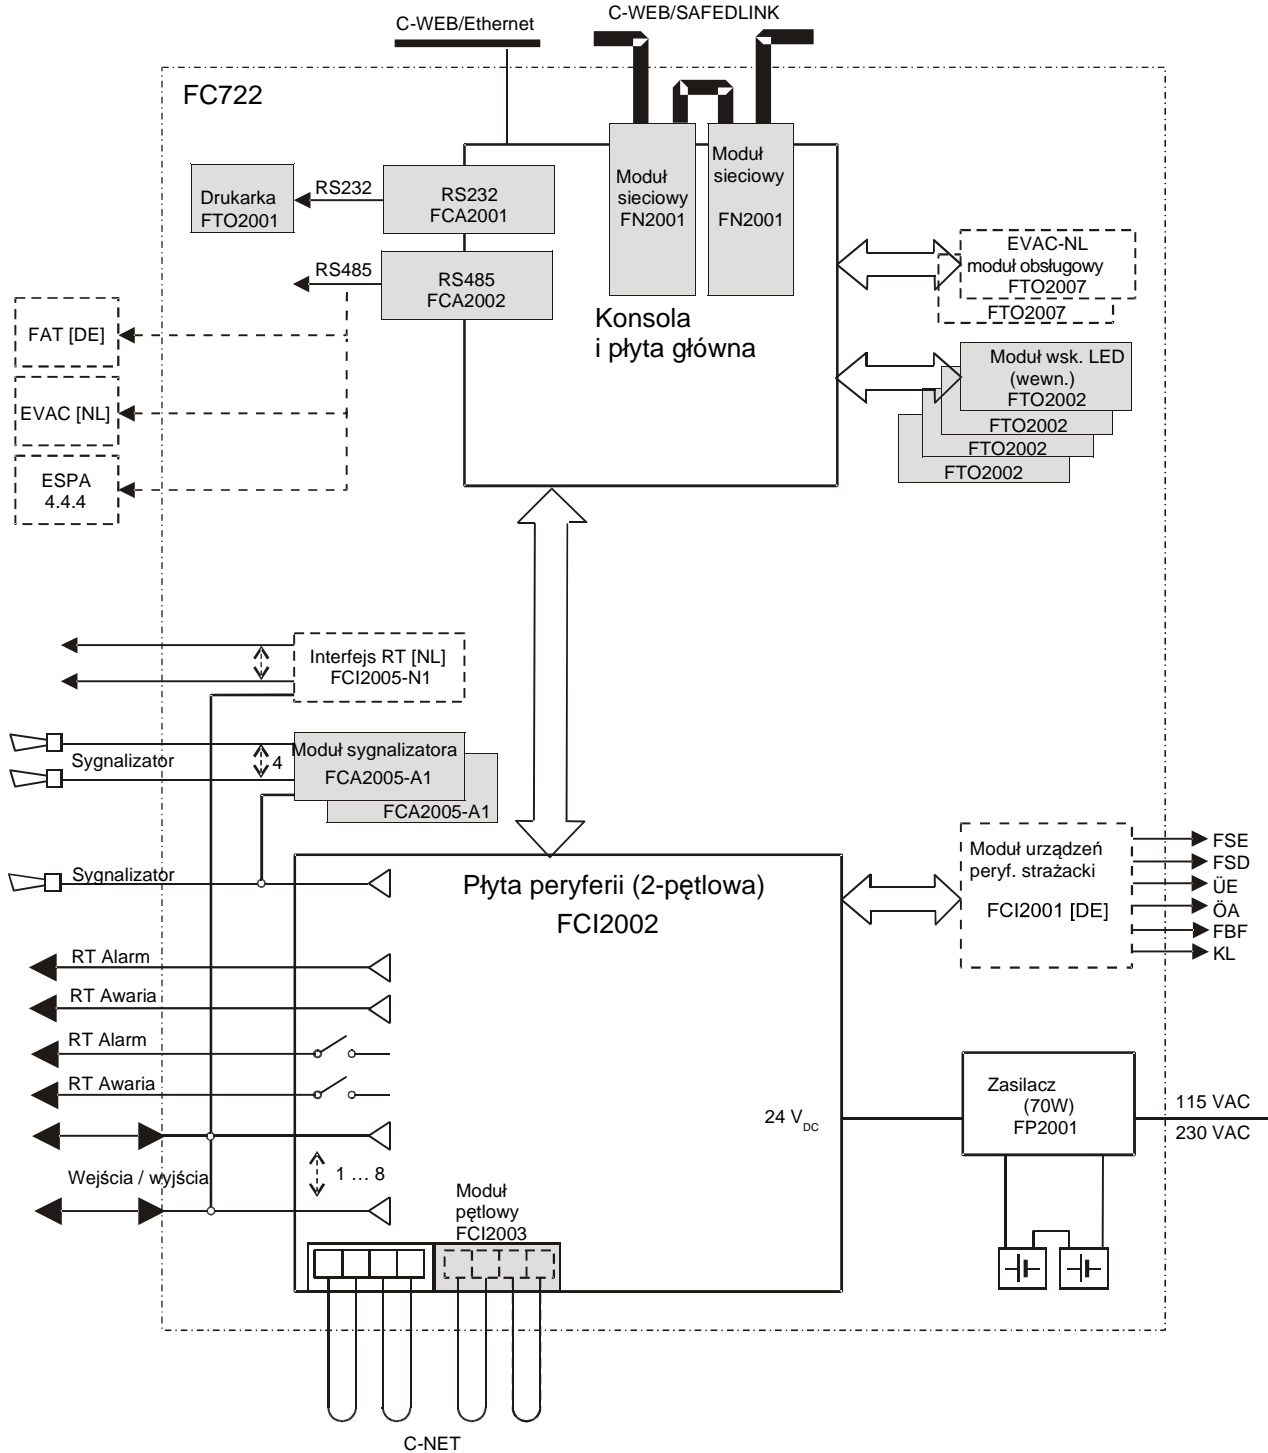 C-WEB/Ethernet
C-WEB/SAFEDLINK
FC722
Drukarka
FTO2001
RS232
RS232
FCA2001
Moduł
sieciowy
FN2001
Moduł
sieciowy
FN2001
RS485
RS485
FCA2002
Konsola
i płyta główna
EVAC-NL
moduł obsługowy
FTO2007
FTO2007
FAT [DE]
EVAC [NL]
ESPA
4.4.4
Moduł wsk. LED
(wewn.)
FTO2002
FTO2002
FTO2002
FTO2002
Interfejs RT [NL]
FCI2005-N1
Sygnalizator
4
Moduł sygnalizatora
FCA2005-A1
FCA2005-A1
Sygnalizator
Płyta peryferii (2-pętlowa)
FCI2002
Moduł urządzeń
peryf. strażacki
FCI2001 [DE]
FSE
FSD
ÜE
ÖA
FBF
KL
RT Alarm
RT Awaria
RT Alarm
RT Awaria
Wejścia / wyjścia
1 ... 8
24 VDC
Zasilacz
(70W)
FP2001
115 VAC
230 VAC
Moduł
pętlowy
FCI2003
C-NET